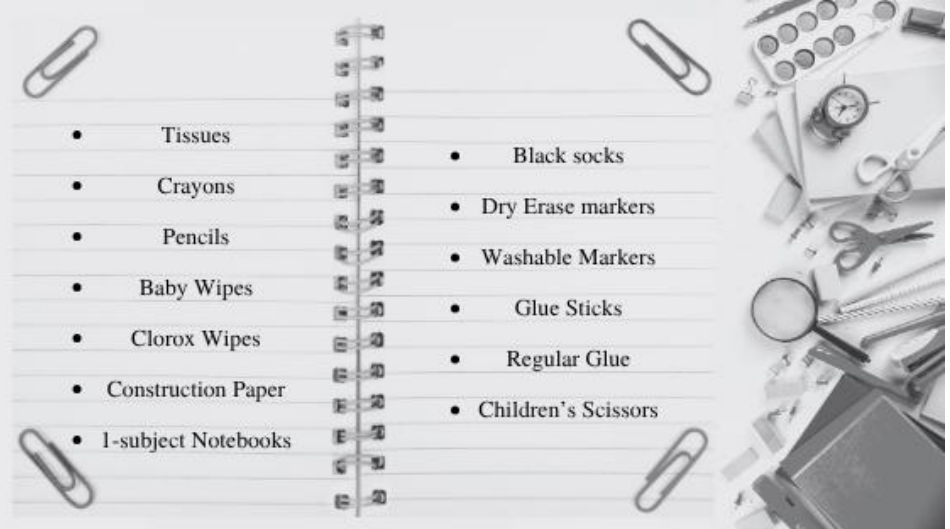 • Tissues
• Crayons
• Pencils
• Baby Wipes
• Clorox Wipes
• Construction Paper
• 1-subject Notebooks
• Black socks
• Dry Erase markers
• Washable Markers
• Glue Sticks
• Regular Glue
• Children's Scissors